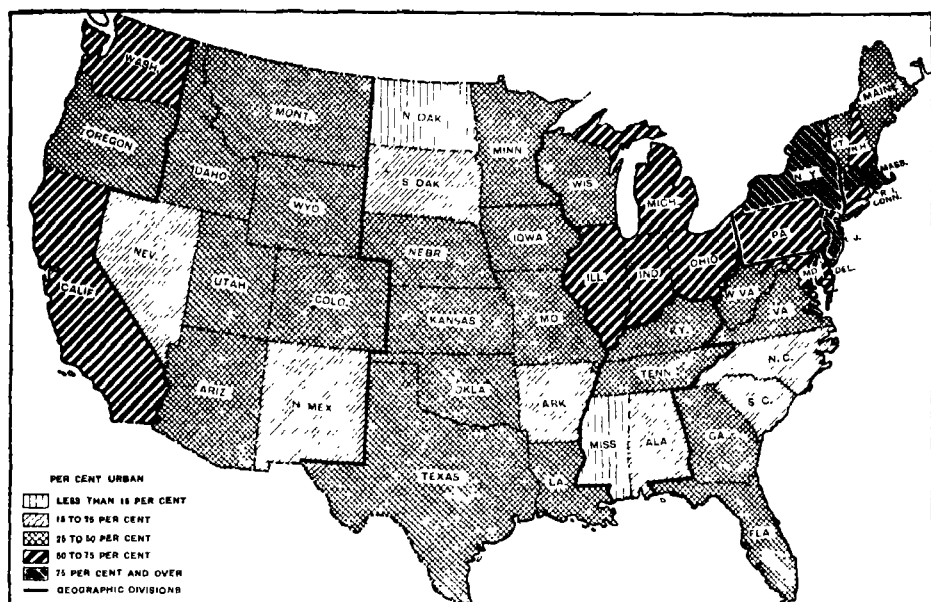 WASH.
OREGON
CALIF.
NEV.
IDAHO
MONT.
WYO.
UTAH
COLO.
ARIZ.
N MEX
N DAK
S DAK
NEBR
KANSAS
OKLA
TEXAS
MINN
IOWA
MO
ARK
LA
WIS
ILL.
MICH.
IND.
OHIO
KY.
TENN
MISS
ALA
GA.
FLA
S C.
N.C.
VA
W VA
MD
DEL.
PA
N J.
N.Y.
CONN.
R I.
MASS.
VT
N.H.
MAINE
PER CENT URBAN
LESS THAN 15 PER CENT
15 TO 25 PER CENT
25 TO 50 PER CENT
50 TO 75 PER CENT
75 PER CENT AND OVER
GEOGRAPHIC DIVISIONS